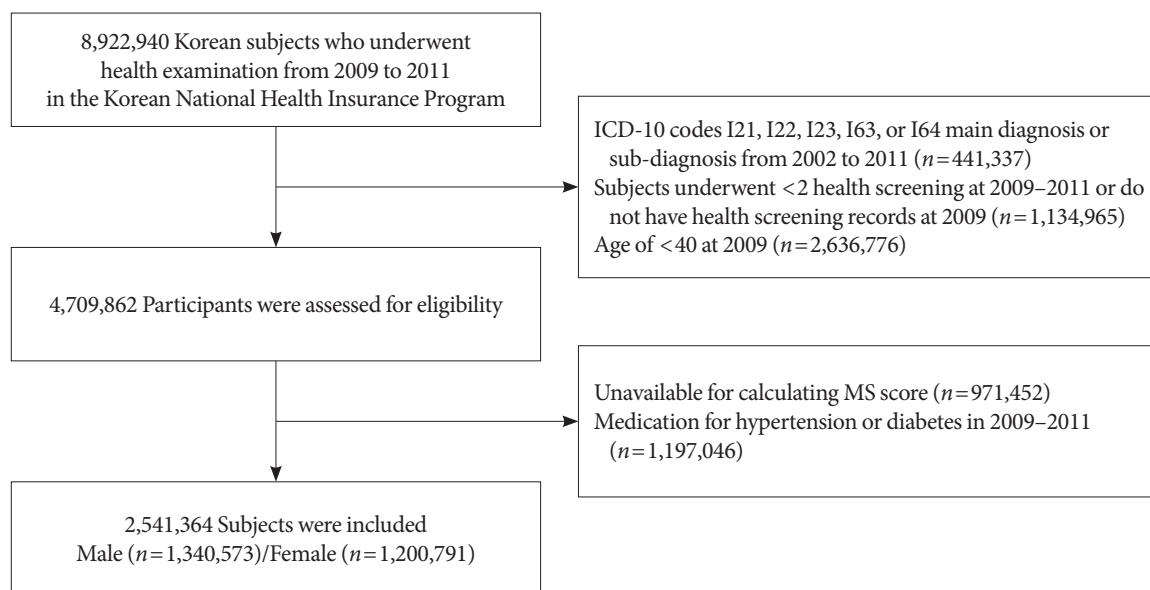 8,922,940 Korean subjects who underwent
health examination from 2009 to 2011
in the Korean National Health Insurance Program
ICD-10 codes I21, I22, I23, I63, or I64 main diagnosis or
sub-diagnosis from 2002 to 2011 (n=441,337)
Subjects underwent <2 health screening at 2009–2011 or do
not have health screening records at 2009 (n=1,134,965)
Age of <40 at 2009 (n=2,636,776)
4,709,862 Participants were assessed for eligibility
Unavailable for calculating MS score (n=971,452)
Medication for hypertension or diabetes in 2009–2011
(n=1,197,046)
2,541,364 Subjects were included
Male (n=1,340,573)/Female (n=1,200,791)